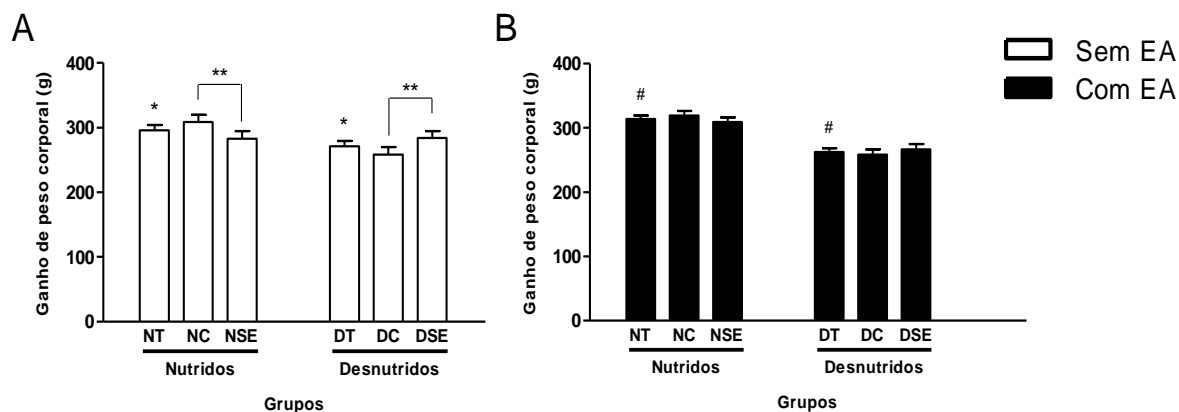 A
Ganho de peso corporal (g)
400
300
200
100
0
*
**
*
**
NT NC NSE
DT DC DSE
Nutridos
Desnutridos
Grupos
B
Ganho de peso corporal (g)
400
300
200
100
0
#
#
NT NC NSE
DT DC DSE
Nutridos
Desnutridos
Grupos
Sem EA
Com EA